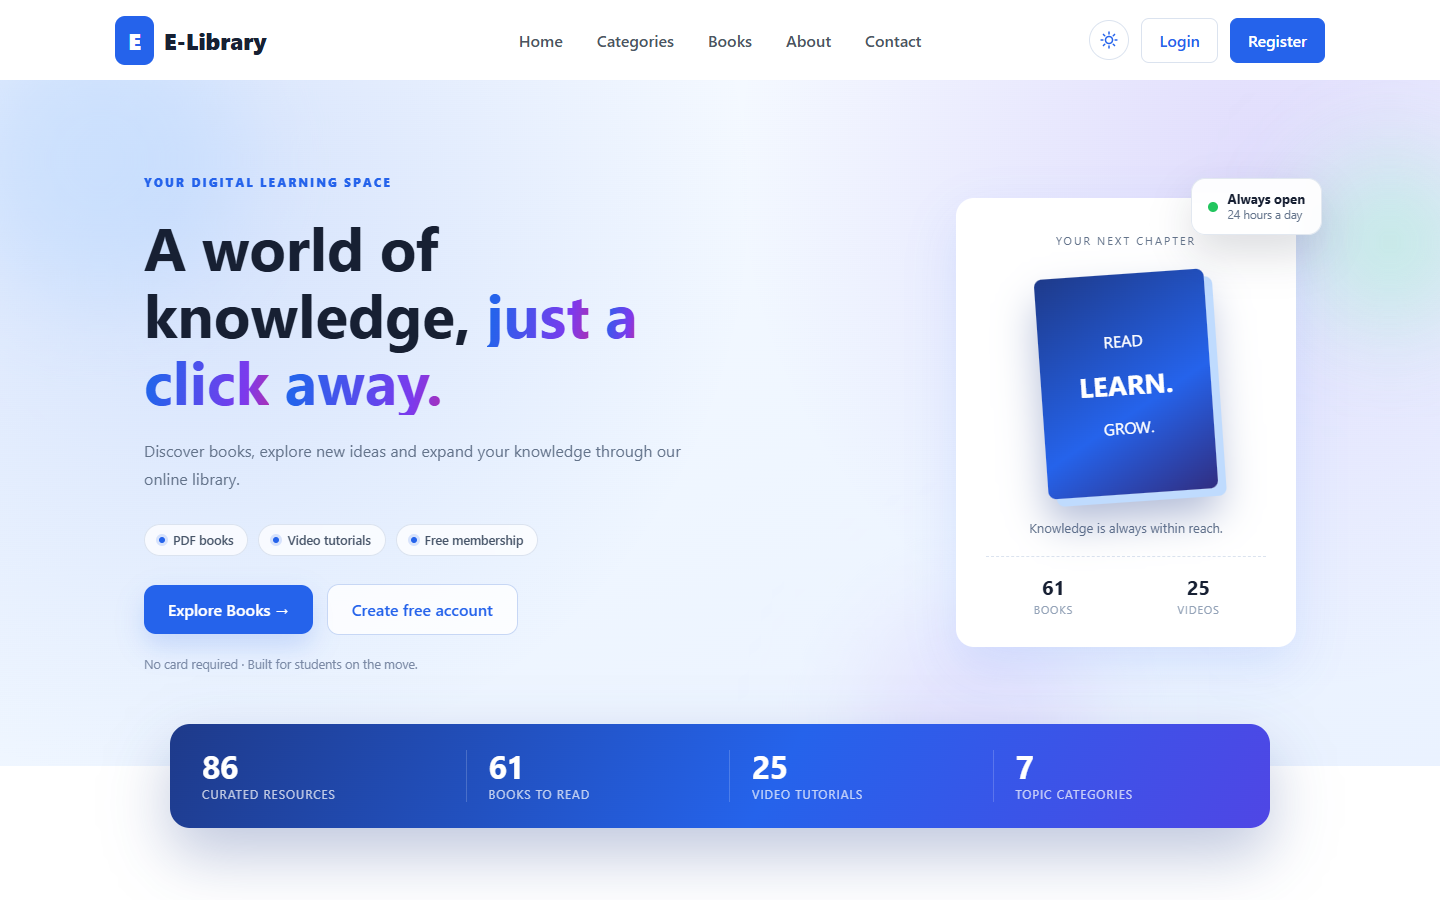 E E-Library
Home Categories Books About Contact
Login Register
YOUR DIGITAL LEARNING SPACE
A world of
knowledge, just a
click away.
Discover books, explore new ideas and expand your knowledge through our
online library.
PDF books Video tutorials Free membership
Explore Books → Create free account
No card required · Built for students on the move.
Always open
24 hours a day
YOUR NEXT CHAPTER
READ
LEARN.
GROW.
Knowledge is always within reach.
61 25
BOOKS VIDEOS
86 61 25 7
CURATED RESOURCES BOOKS TO READ VIDEO TUTORIALS TOPIC CATEGORIES